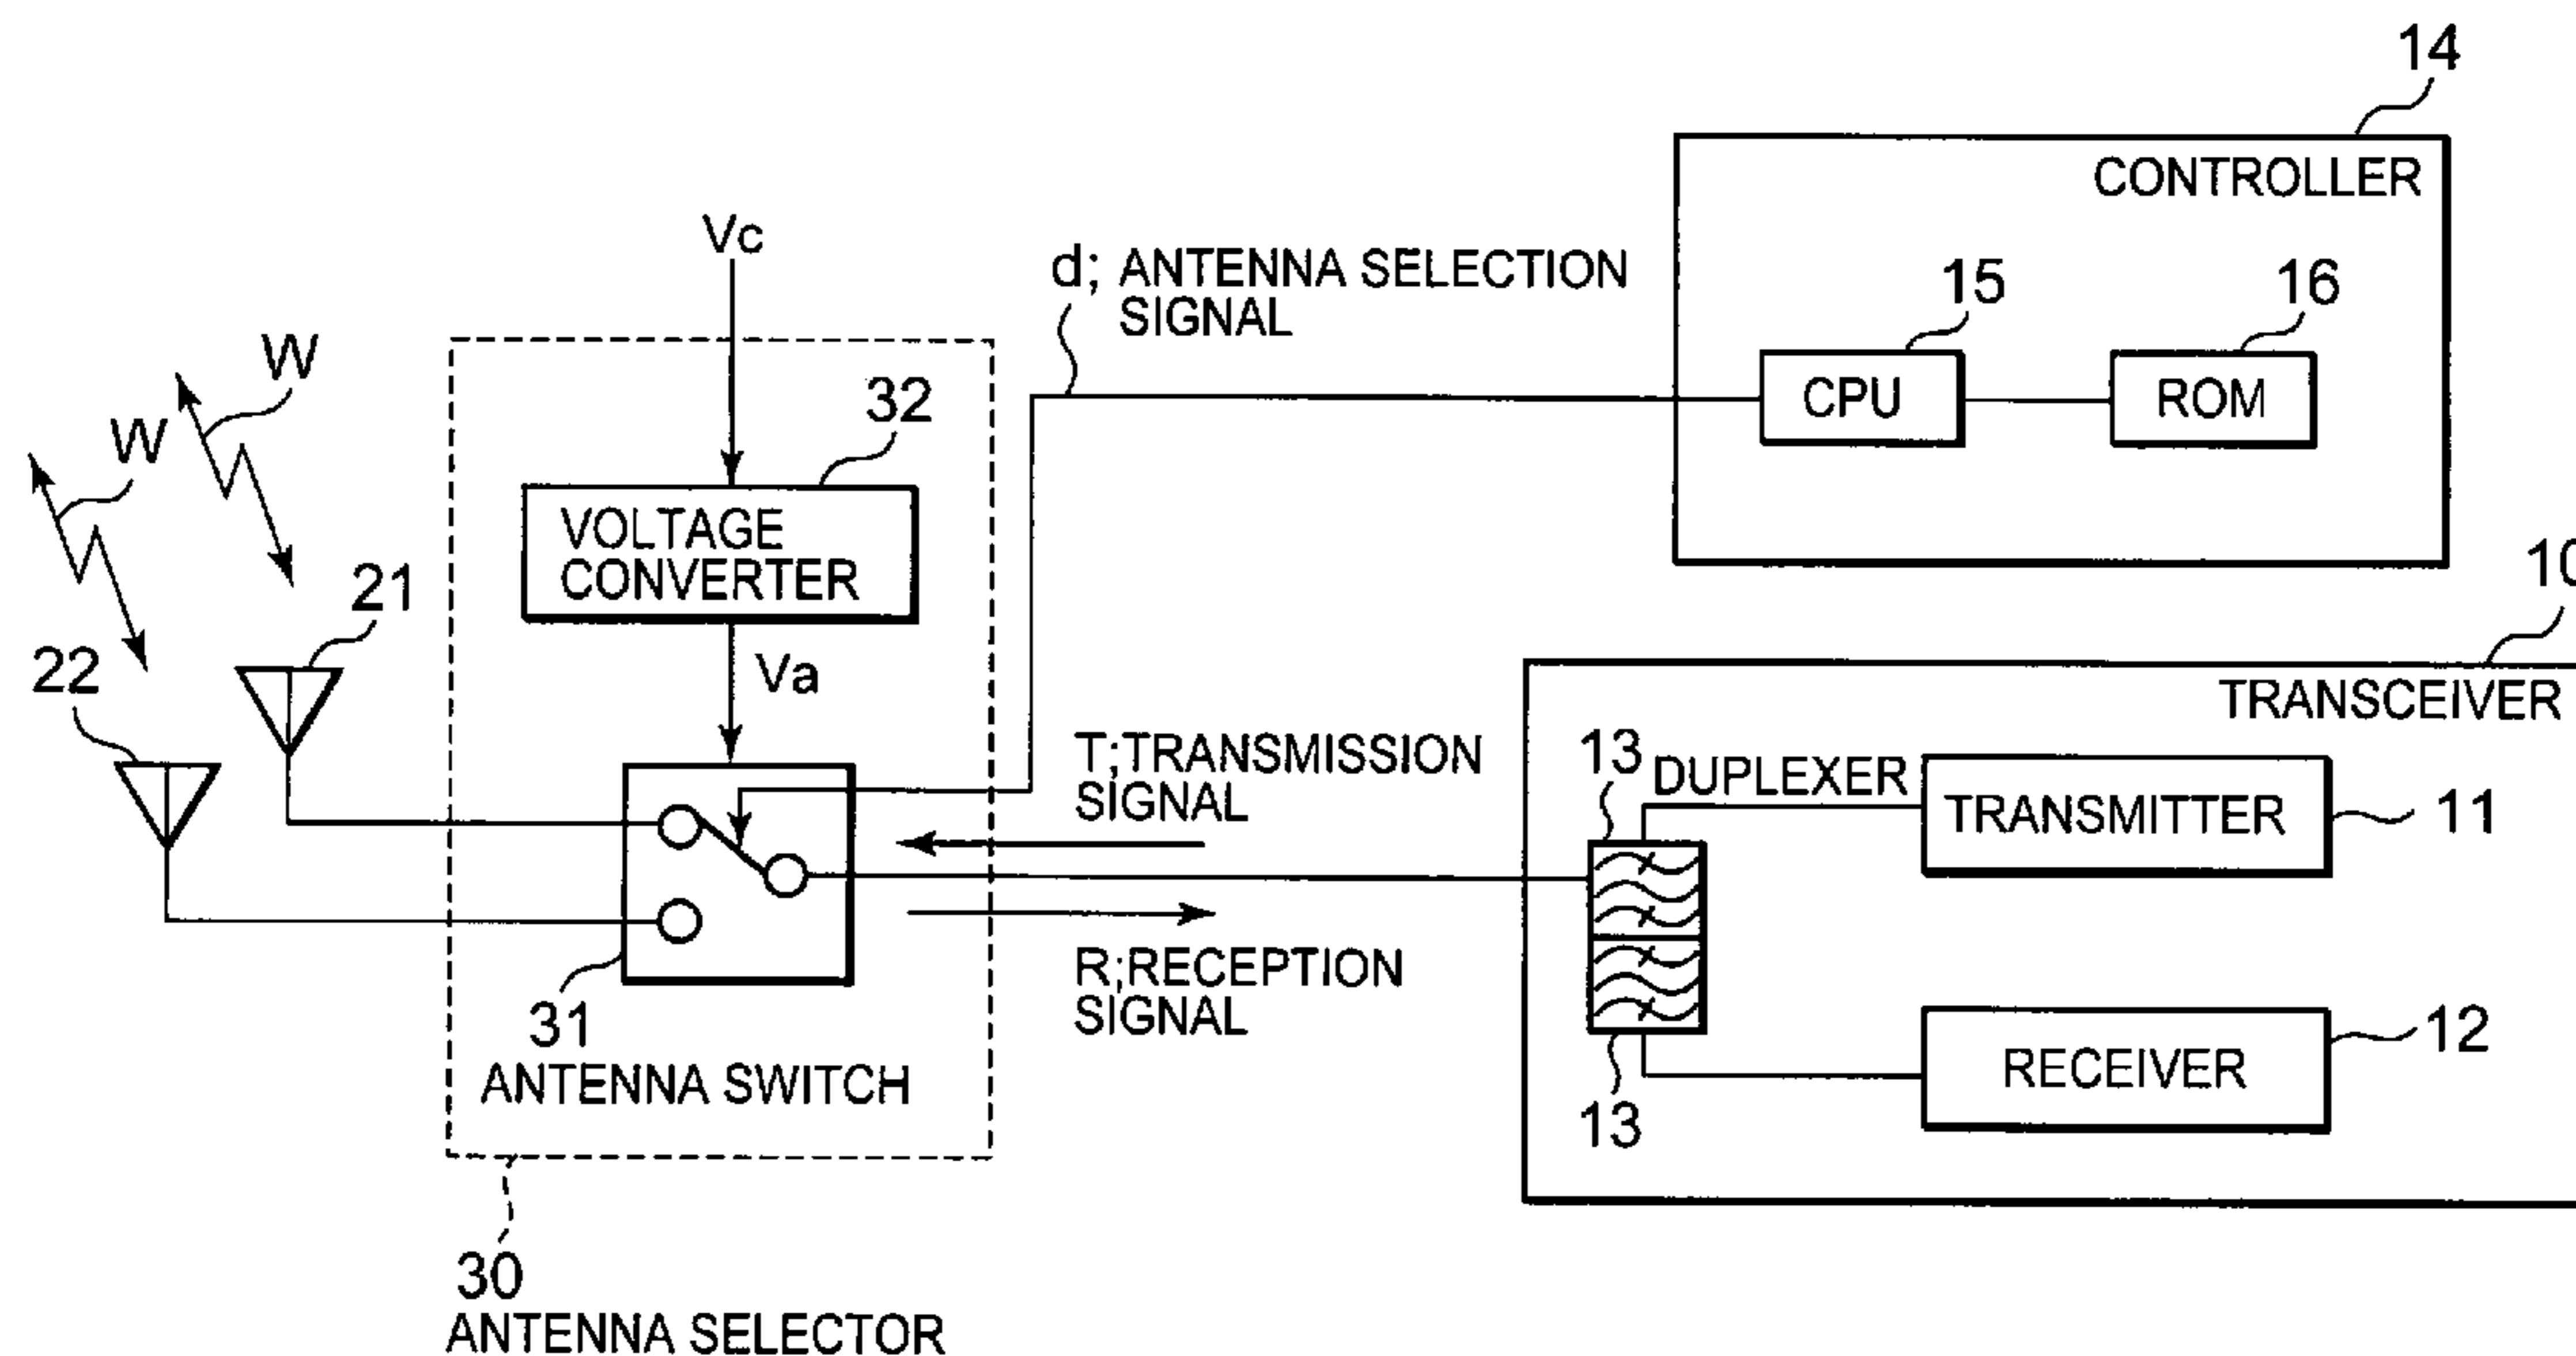 14
CONTROLLER
Vc
d; ANTENNA SELECTION
SIGNAL
15
16
CPU
ROM
W
W
32
VOLTAGE
CONVERTER
10
21
22
Va
TRANSCEIVER
T;TRANSMISSION
SIGNAL
13
DUPLEXER
TRANSMITTER
11
R;RECEPTION
SIGNAL
31
ANTENNA SWITCH
13
RECEIVER
12
30
ANTENNA SELECTOR